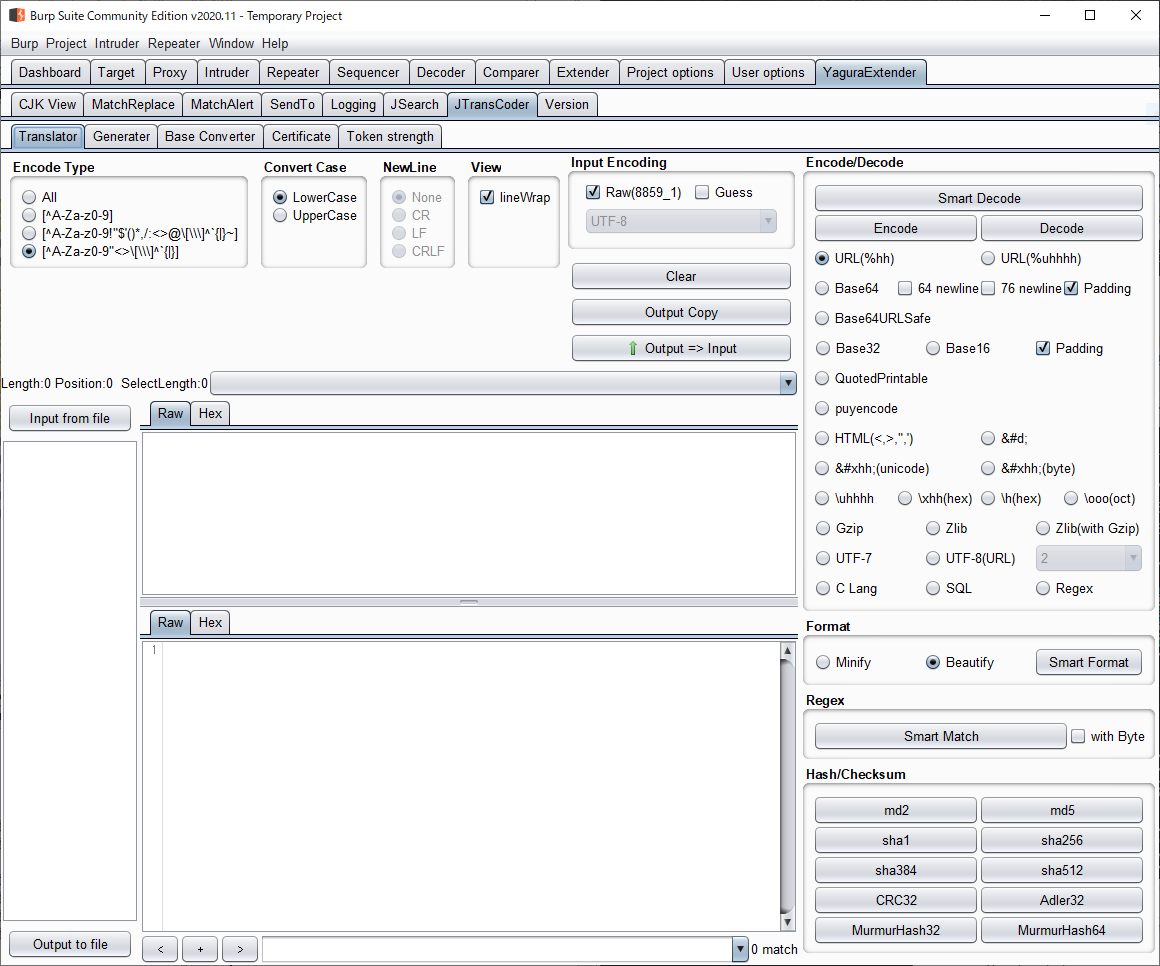 Burp Suite Community Edition v2020.11 - Temporary Project
Burp Project Intruder Repeater Window Help
Dashboard Target Proxy Intruder Repeater Sequencer Decoder Comparer Extender Project options User options YaguraExtender
CJK View MatchReplace MatchAlert SendTo Logging JSearch JTransCoder Version
Translator Generater Base Converter Certificate Token strength
Encode Type
All
[^A-Za-z0-9]
[^A-Za-z0-9!"$'()*,/:<>@\[\\\]^`{|}~]
[^A-Za-z0-9"<>\[\\\]^`{|}]
Convert Case
LowerCase
UpperCase
NewLine
None
CR
LF
CRLF
View
lineWrap
Input Encoding
Raw(8859_1) Guess
UTF-8
Clear
Output Copy
Output => Input
Length:0 Position:0 SelectLength:0
Input from file
Raw Hex
Raw Hex
1
Output to file
< + > 0 match
Encode/Decode
Smart Decode
Encode Decode
URL(%hh) URL(%uhhhh)
Base64 64 newline 76 newline Padding
Base64URLSafe
Base32 Base16 Padding
QuotedPrintable
puyencode
HTML(<,>,",') &#d;
&#xhh;(unicode) &#xhh;(byte)
\uhhhh \xhh(hex) \h(hex) \ooo(oct)
Gzip Zlib Zlib(with Gzip)
UTF-7 UTF-8(URL) 2
C Lang SQL Regex
Format
Minify Beautify Smart Format
Regex
Smart Match with Byte
Hash/Checksum
md2 md5
sha1 sha256
sha384 sha512
CRC32 Adler32
MurmurHash32 MurmurHash64